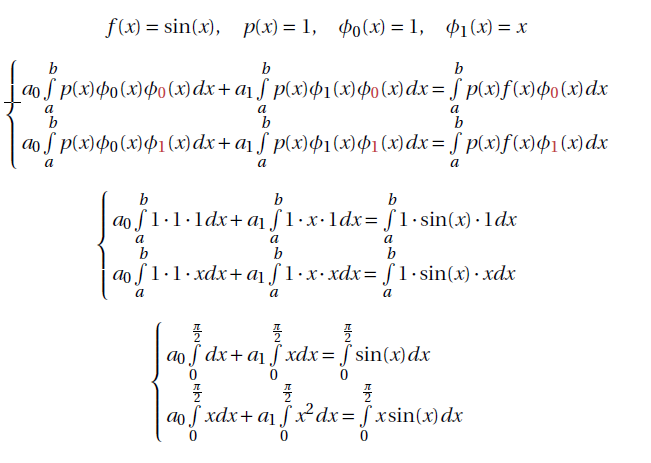 f(x) = sin(x), p(x) = 1, ϕ₀(x) = 1, ϕ₁(x) = x
{ a₀ ∫ₐᵇ p(x)ϕ₀(x)ϕ₀(x)dx + a₁ ∫ₐᵇ p(x)ϕ₁(x)ϕ₀(x)dx = ∫ₐᵇ p(x)f(x)ϕ₀(x)dx
a₀ ∫ₐᵇ p(x)ϕ₀(x)ϕ₁(x)dx + a₁ ∫ₐᵇ p(x)ϕ₁(x)ϕ₁(x)dx = ∫ₐᵇ p(x)f(x)ϕ₁(x)dx
{ a₀ ∫ₐᵇ 1·1·1dx + a₁ ∫ₐᵇ 1·x·1dx = ∫ₐᵇ 1·sin(x)·1dx
a₀ ∫ₐᵇ 1·1·xdx + a₁ ∫ₐᵇ 1·x·xdx = ∫ₐᵇ 1·sin(x)·xdx
{ a₀ ∫₀^(π/2) dx + a₁ ∫₀^(π/2) xdx = ∫₀^(π/2) sin(x)dx
a₀ ∫₀^(π/2) xdx + a₁ ∫₀^(π/2) x²dx = ∫₀^(π/2) x sin(x)dx